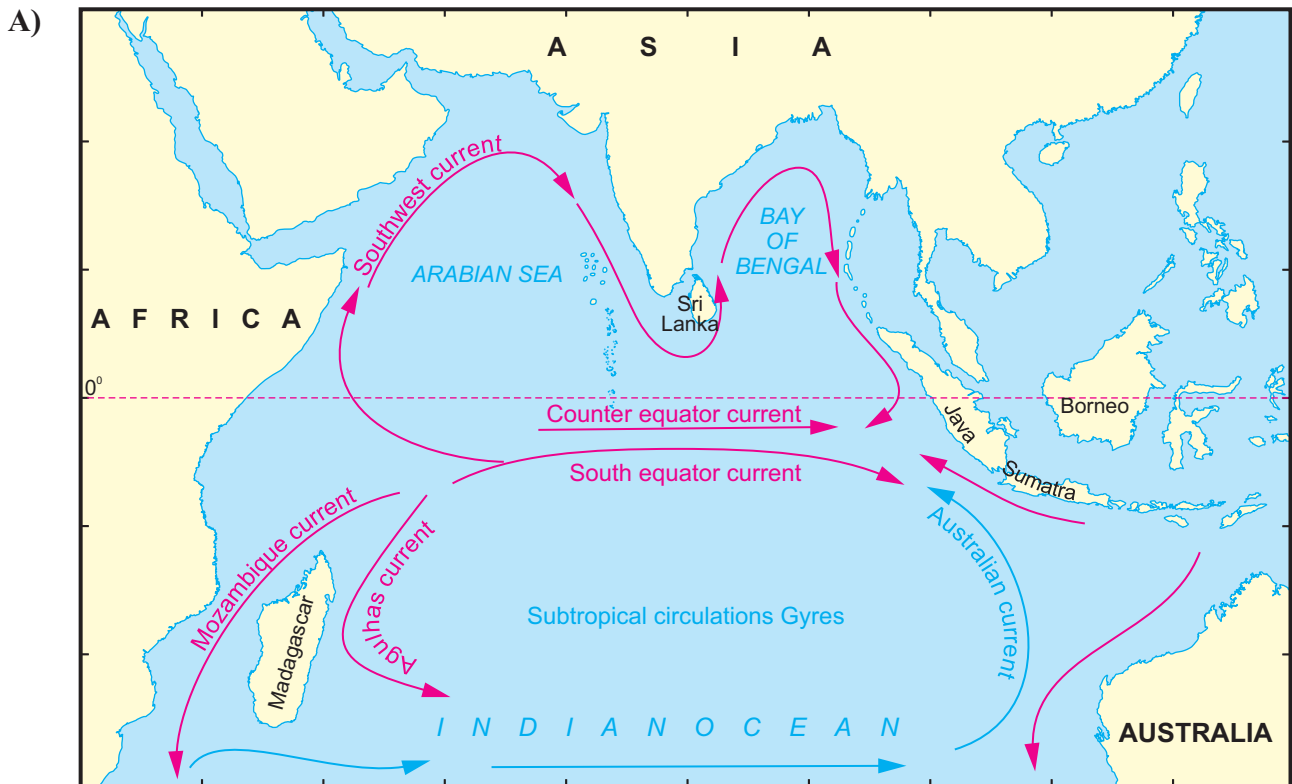 A)
A S I A
Southwest current
ARABIAN SEA
BAY
OF
BENGAL
Sri
Lanka
A F R I C A
0⁰
Counter equator current
South equator current
Java
Borneo
Sumatra
Mozambique current
Agulhas current
Australian current
Madagascar
Subtropical circulations Gyres
I N D I A N O C E A N
AUSTRALIA